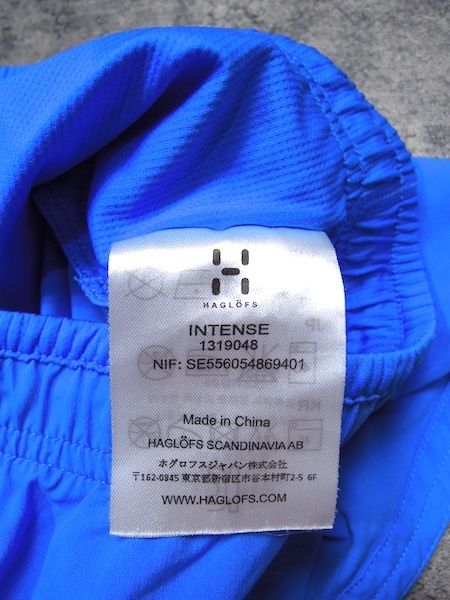 HAGLÖFS
INTENSE
1319048
NIF: SE556054869401
Made in China
HAGLÖFS SCANDINAVIA AB
ホグロフスジャパン株式会社
〒162-0845 東京都新宿区市谷本村町2-5 6F
WWW.HAGLOFS.COM